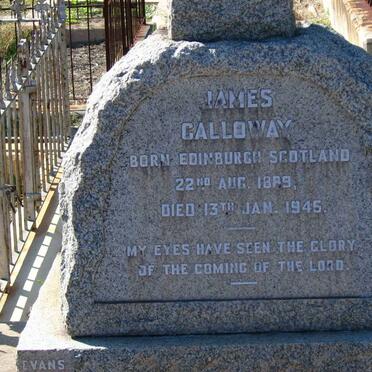 JAMES
GALLOWAY
BORN EDINBURGH SCOTLAND
22ND AUG. 1889.
DIED 13TH JAN. 1945.
MY EYES HAVE SEEN THE GLORY
OF THE COMING OF THE LORD.
EVANS